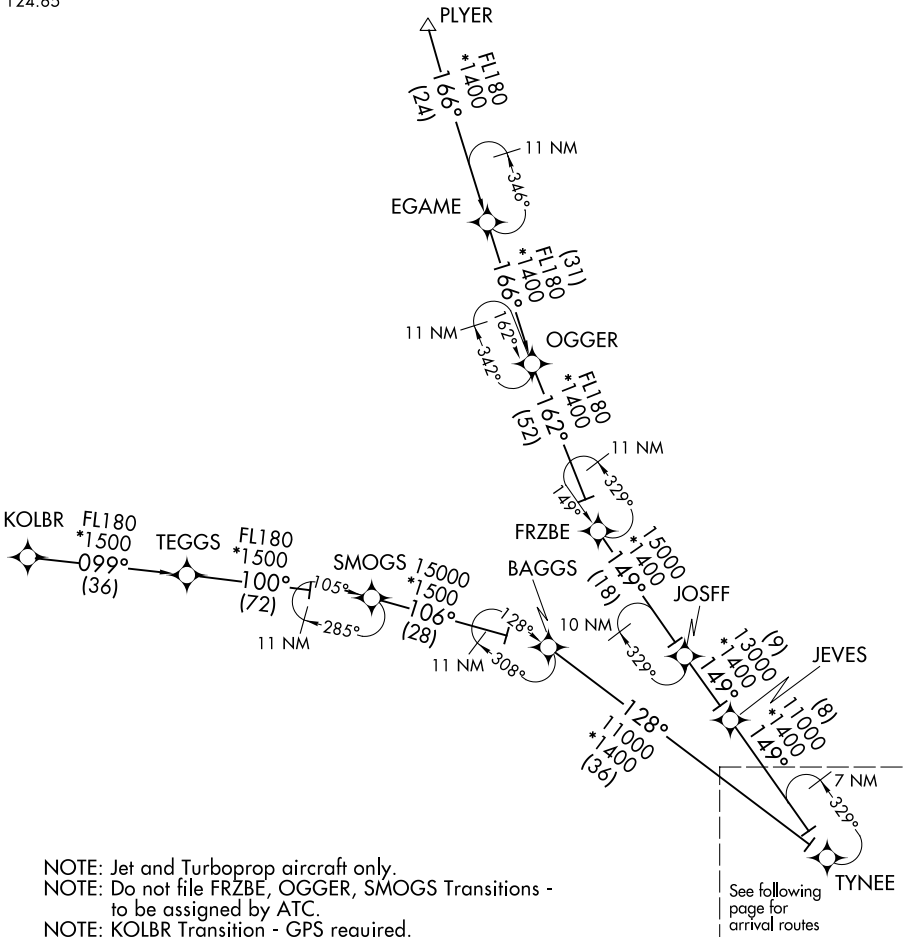 124.65
PLYER
FL180
*1400
166°
(24)
11 NM
346°
EGAME
(31)
FL180
*1400
166°
11 NM
162°
342°
OGGER
FL180
*1400
162°
(52)
11 NM
329°
149°
FRZBE
KOLBR
FL180
*1500
099°
(36)
TEGGS
FL180
*1500
100°
(72)
SMOGS
105°
285°
11 NM
15000
*1500
106°
(28)
BAGGS
128°
308°
11 NM
15000
*1400
149°
(18)
JOSFF
10 NM
329°
(9)
13000
*1400
149°
JEVES
(8)
11000
*1400
149°
128°
11000
*1400
(36)
7 NM
329°
TYNEE
See following
page for
arrival routes
NOTE: Jet and Turboprop aircraft only.
NOTE: Do not file FRZBE, OGGER, SMOGS Transitions -
to be assigned by ATC.
NOTE: KOLBR Transition - GPS required.